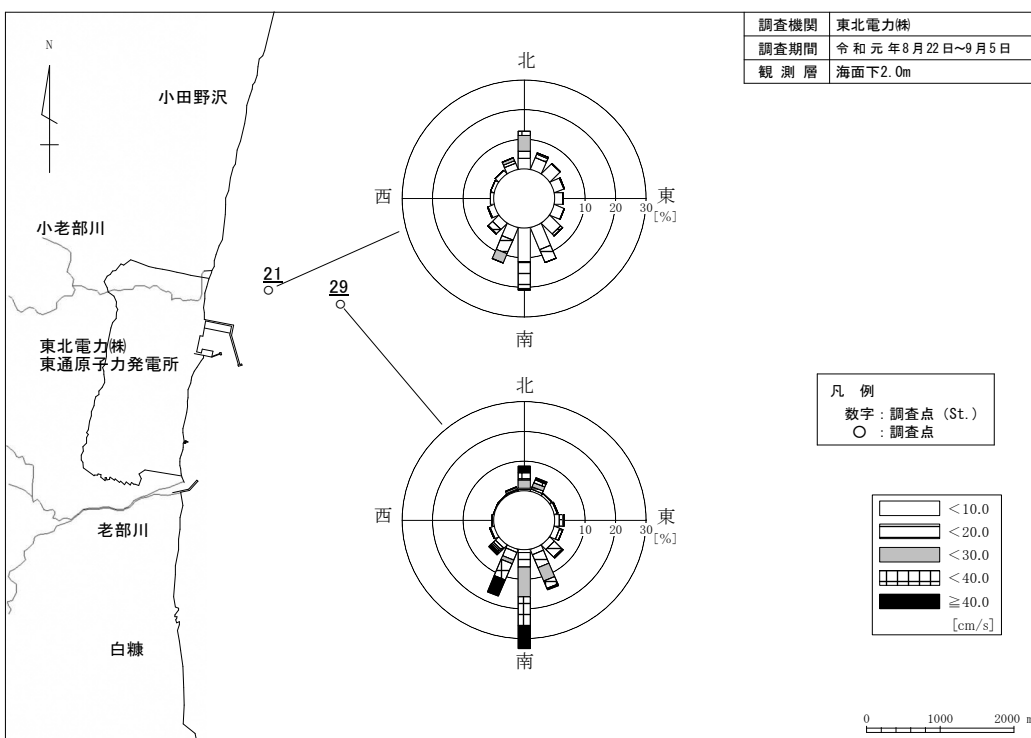 調査機関 東北電力㈱
調査期間 令和元年8月22日~9月5日
観測層 海面下2.0m
N
小田野沢
小老部川
東北電力㈱
東通原子力発電所
老部川
白糠
21
29
北
西
東
南
10 20 30
[%]
北
西
東
南
10 20 30
[%]
凡 例
数字:調査点(St.)
○:調査点
<10.0
<20.0
<30.0
<40.0
≧40.0
[cm/s]
0 1000 2000 m